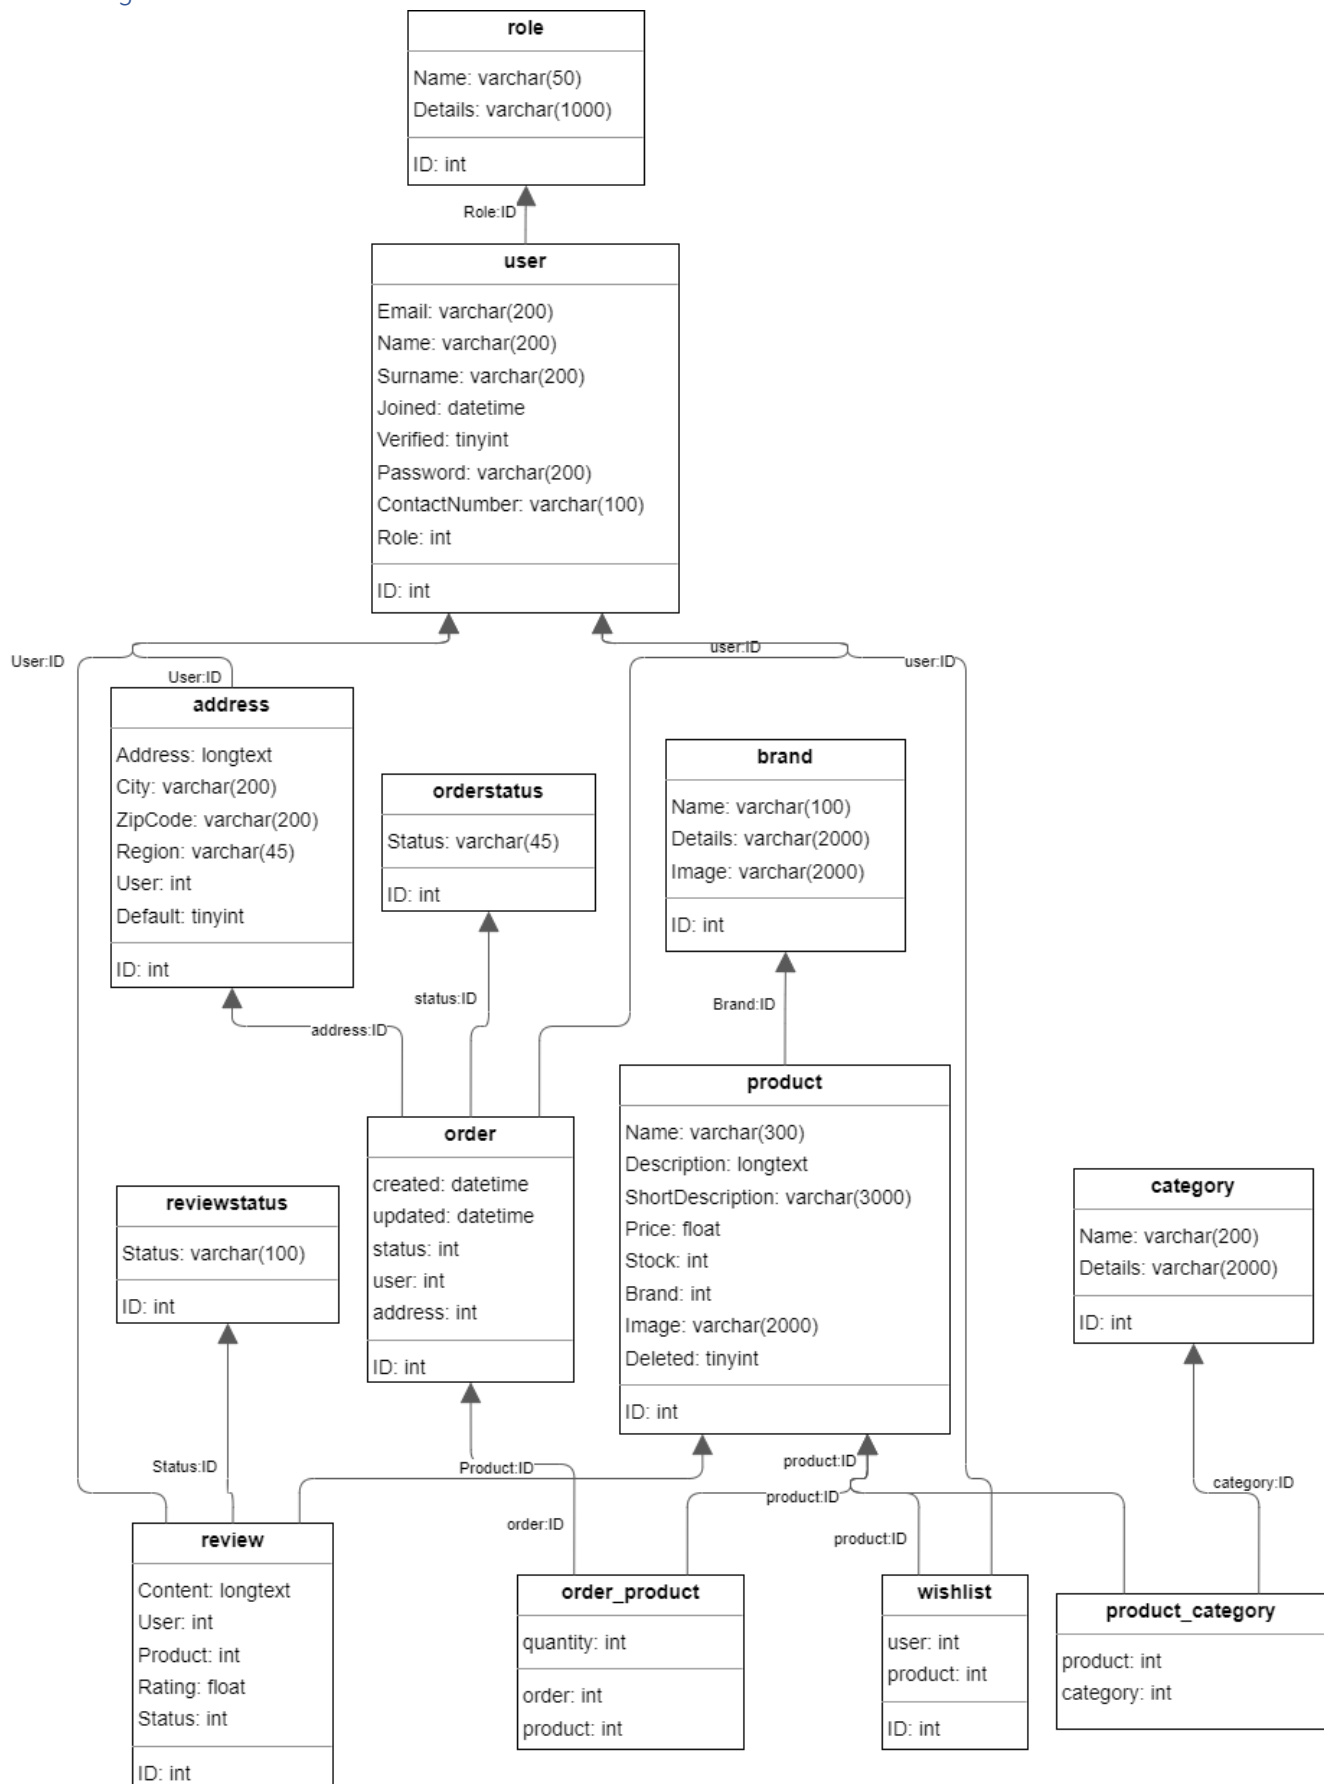 role
Name: varchar(50)
Details: varchar(1000)
ID: int
Role:ID
user
Email: varchar(200)
Name: varchar(200)
Surname: varchar(200)
Joined: datetime
Verified: tinyint
Password: varchar(200)
ContactNumber: varchar(100)
Role: int
ID: int
User:ID
User:ID
user:ID
user:ID
address
Address: longtext
City: varchar(200)
ZipCode: varchar(200)
Region: varchar(45)
User: int
Default: tinyint
ID: int
orderstatus
Status: varchar(45)
ID: int
brand
Name: varchar(100)
Details: varchar(2000)
Image: varchar(2000)
ID: int
address:ID
status:ID
Brand:ID
order
created: datetime
updated: datetime
status: int
user: int
address: int
ID: int
product
Name: varchar(300)
Description: longtext
ShortDescription: varchar(3000)
Price: float
Stock: int
Brand: int
Image: varchar(2000)
Deleted: tinyint
ID: int
reviewstatus
Status: varchar(100)
ID: int
category
Name: varchar(200)
Details: varchar(2000)
ID: int
Status:ID
Product:ID
product:ID
product:ID
category:ID
order:ID
product:ID
review
Content: longtext
User: int
Product: int
Rating: float
Status: int
ID: int
order_product
quantity: int
order: int
product: int
wishlist
user: int
product: int
ID: int
product_category
product: int
category: int